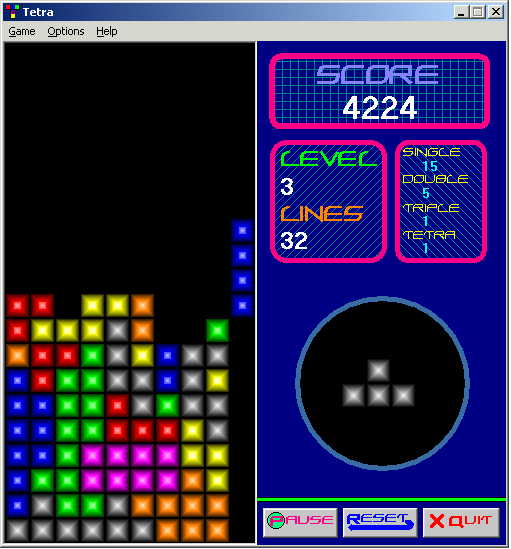 Tetra
Game Options Help
SCORE
4224
LEVEL
3
LINES
32
SINGLE
15
DOUBLE
5
TRIPLE
1
TETRA
1
PAUSE RESET QUIT